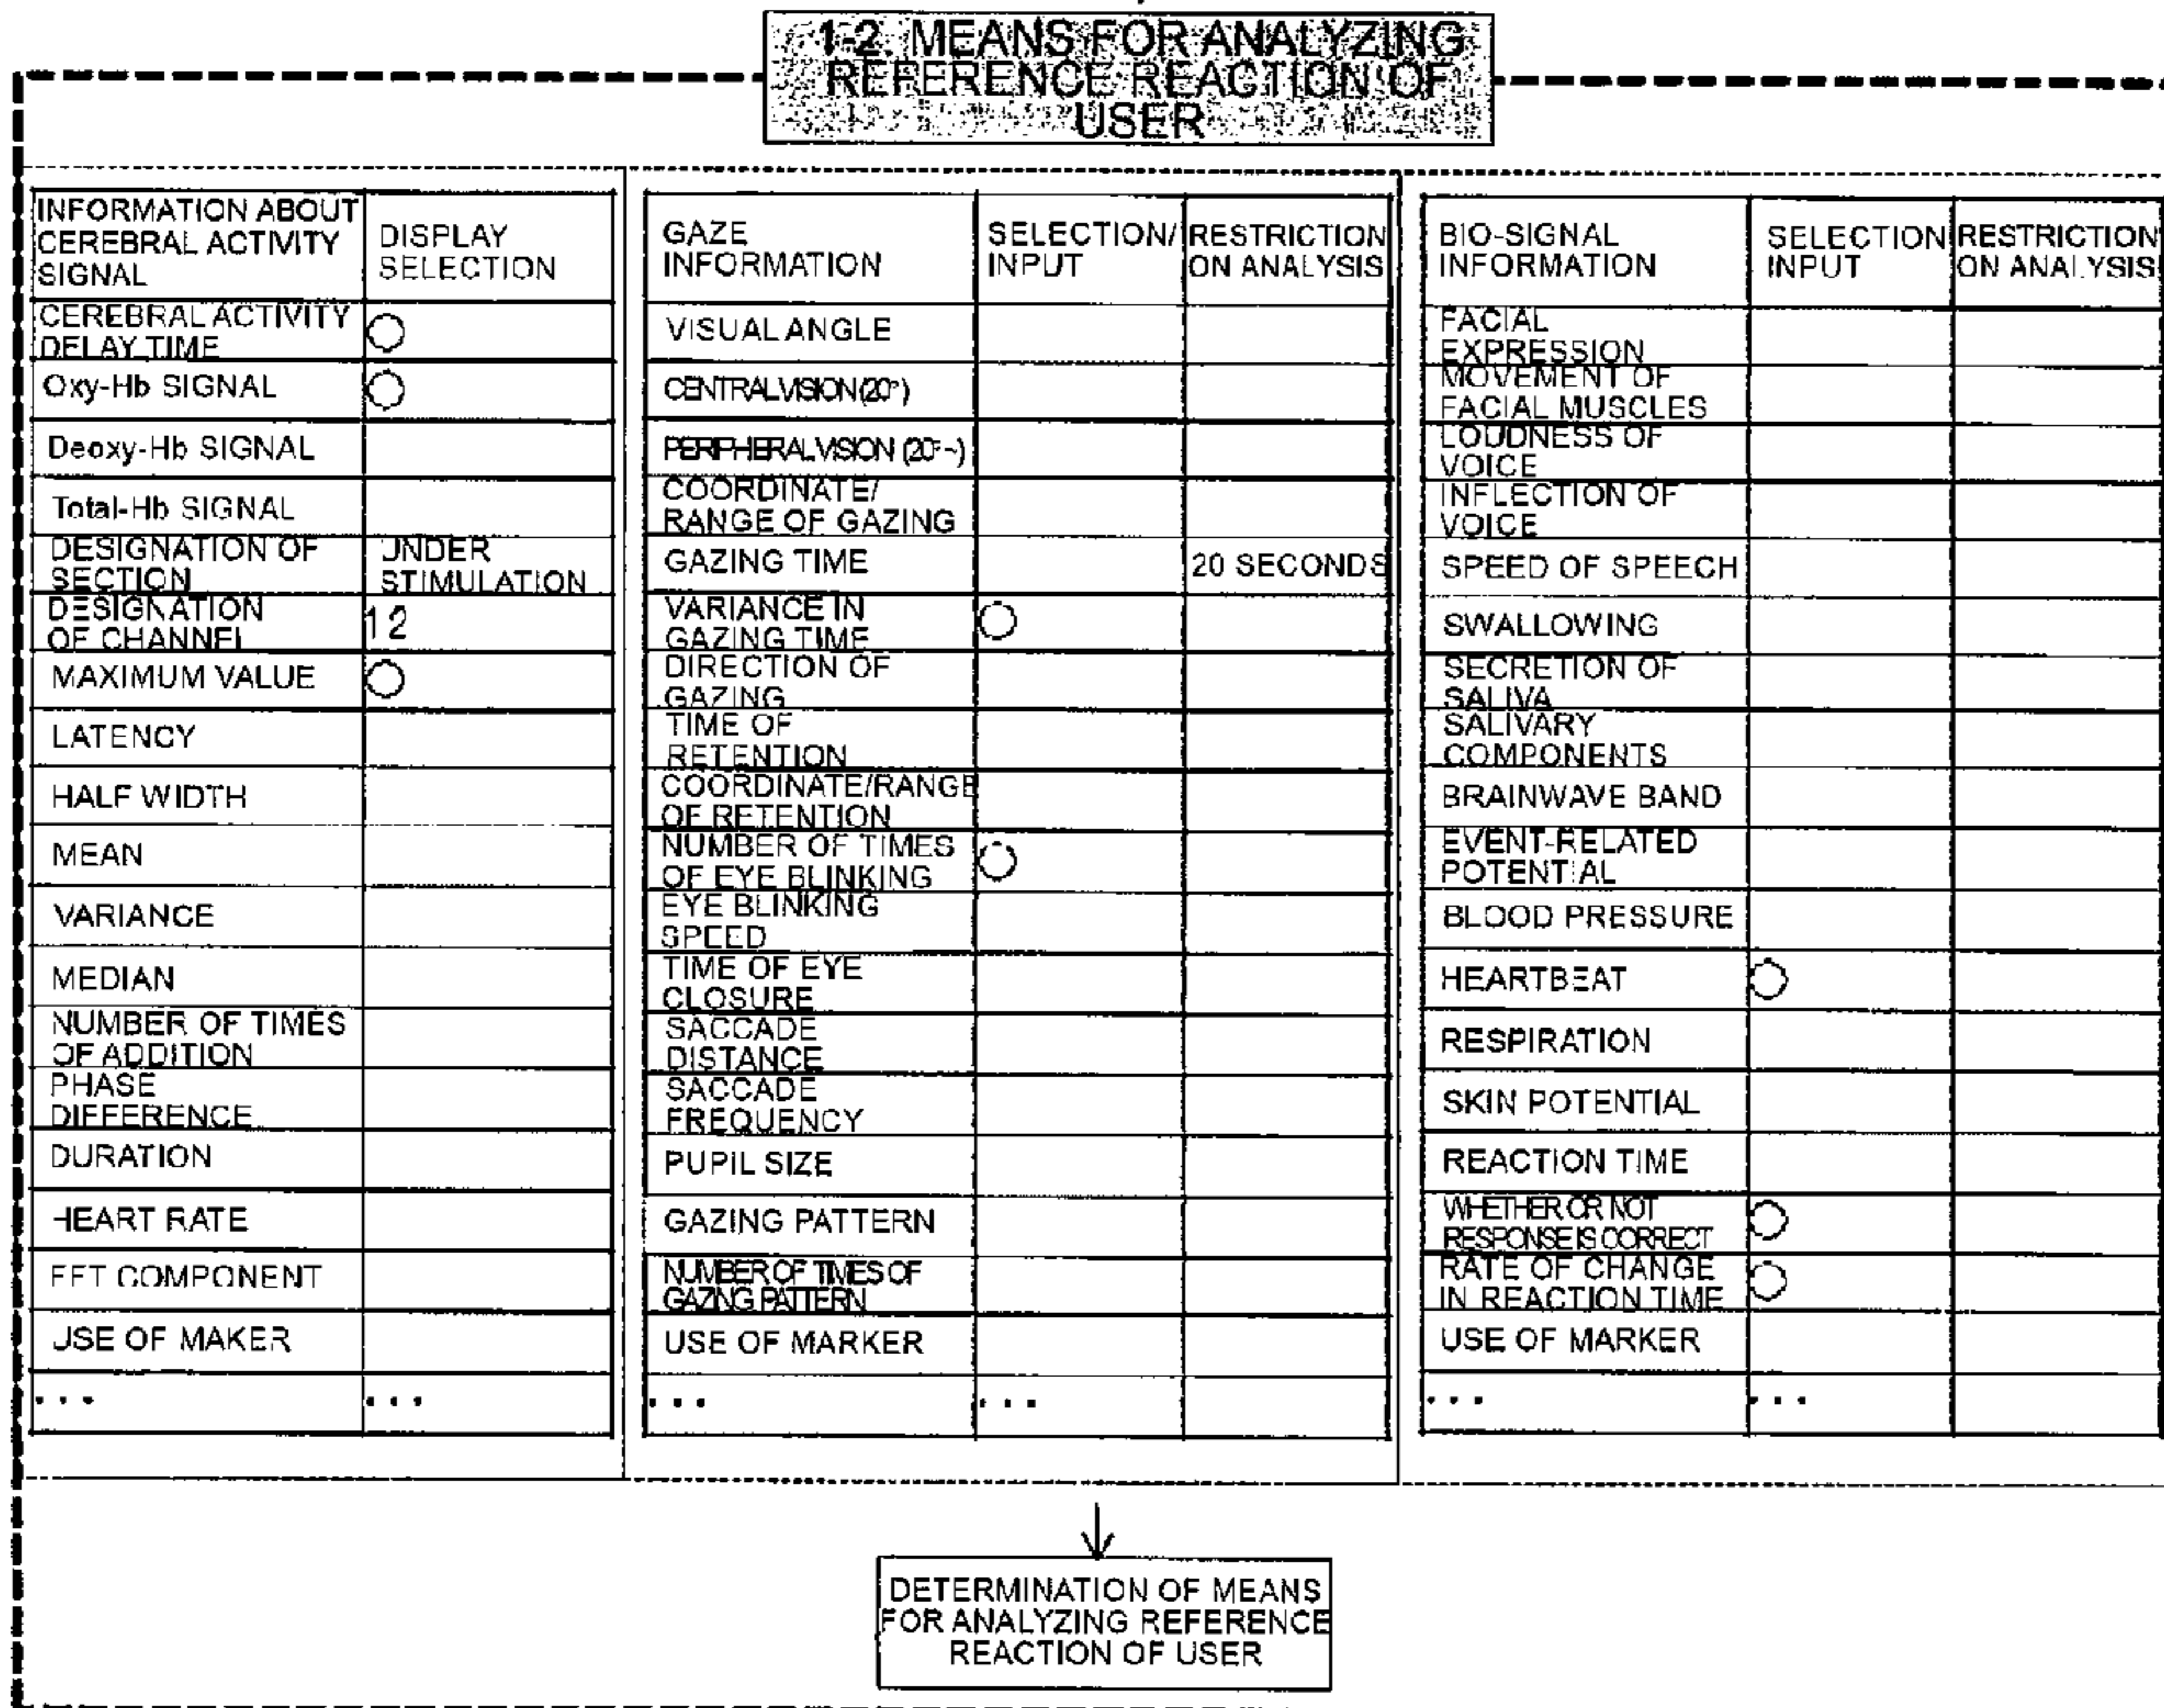 1-2. MEANS FOR ANALYZING
REFERENCE REACTION OF
USER
INFORMATION ABOUT
CEREBRAL ACTIVITY
SIGNAL
DISPLAY
SELECTION
CEREBRAL ACTIVITY
DELAY TIME
○
Oxy-Hb SIGNAL
○
Deoxy-Hb SIGNAL
Total-Hb SIGNAL
DESIGNATION OF
SECTION
UNDER
STIMULATION
DESIGNATION
OF CHANNEL
12
MAXIMUM VALUE
○
LATENCY
HALF WIDTH
MEAN
VARIANCE
MEDIAN
NUMBER OF TIMES
OF ADDITION
PHASE
DIFFERENCE
DURATION
HEART RATE
FFT COMPONENT
USE OF MAKER
...
...
GAZE
INFORMATION
SELECTION/
INPUT
RESTRICTION
ON ANALYSIS
VISUAL ANGLE
CENTRAL VISION (20°)
PERIPHERAL VISION (20°~)
COORDINATE/
RANGE OF GAZING
GAZING TIME
20 SECONDS
VARIANCE IN
GAZING TIME
○
DIRECTION OF
GAZING
TIME OF
RETENTION
COORDINATE/RANGE
OF RETENTION
NUMBER OF TIMES
OF EYE BLINKING
○
EYE BLINKING
SPEED
TIME OF EYE
CLOSURE
SACCADE
DISTANCE
SACCADE
FREQUENCY
PUPIL SIZE
GAZING PATTERN
NUMBER OF TIMES OF
GAZING PATTERN
USE OF MARKER
...
...
BIO-SIGNAL
INFORMATION
SELECTION
INPUT
RESTRICTION
ON ANALYSIS
FACIAL
EXPRESSION
MOVEMENT OF
FACIAL MUSCLES
LOUDNESS OF
VOICE
INFLECTION OF
VOICE
SPEED OF SPEECH
SWALLOWING
SECRETION OF
SALIVA
SALIVARY
COMPONENTS
BRAINWAVE BAND
EVENT-RELATED
POTENTIAL
BLOOD PRESSURE
HEARTBEAT
○
RESPIRATION
SKIN POTENTIAL
REACTION TIME
WHETHER OR NOT
RESPONSE IS CORRECT
○
RATE OF CHANGE
IN REACTION TIME
○
USE OF MARKER
...
...
DETERMINATION OF MEANS
FOR ANALYZING REFERENCE
REACTION OF USER